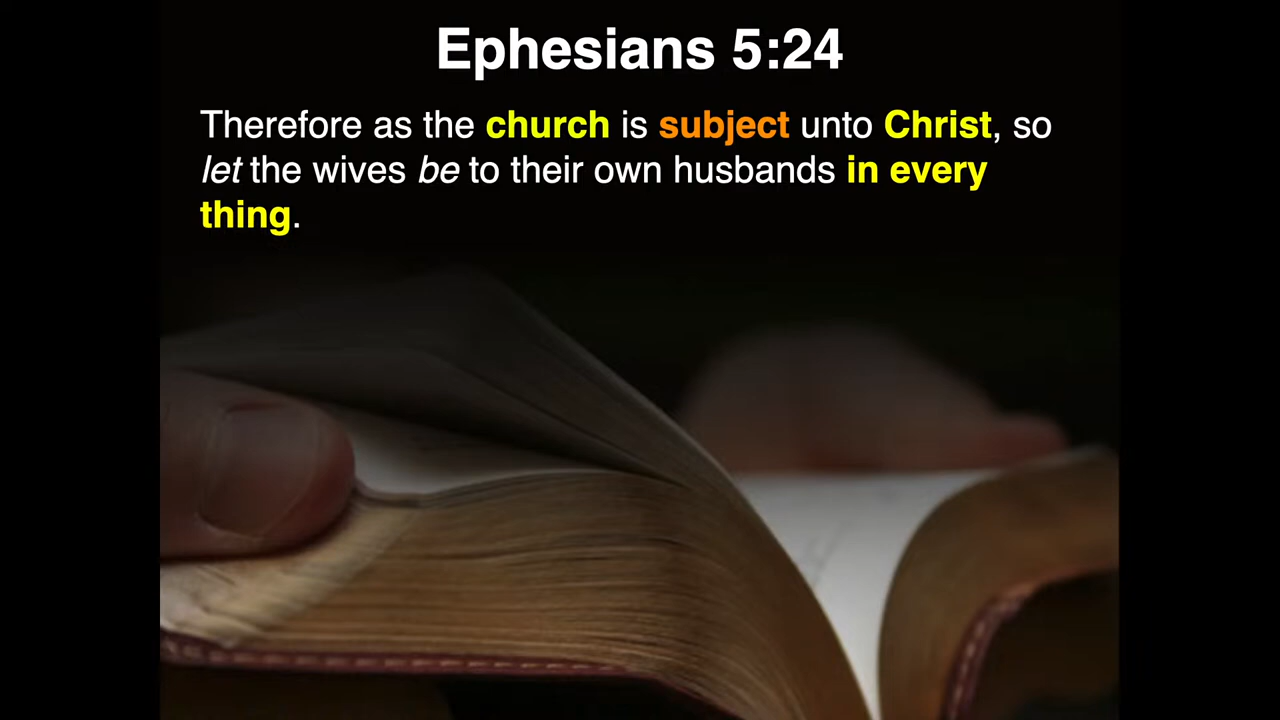 Ephesians 5:24
Therefore as the church is subject unto Christ, so
let the wives be to their own husbands in every
thing.